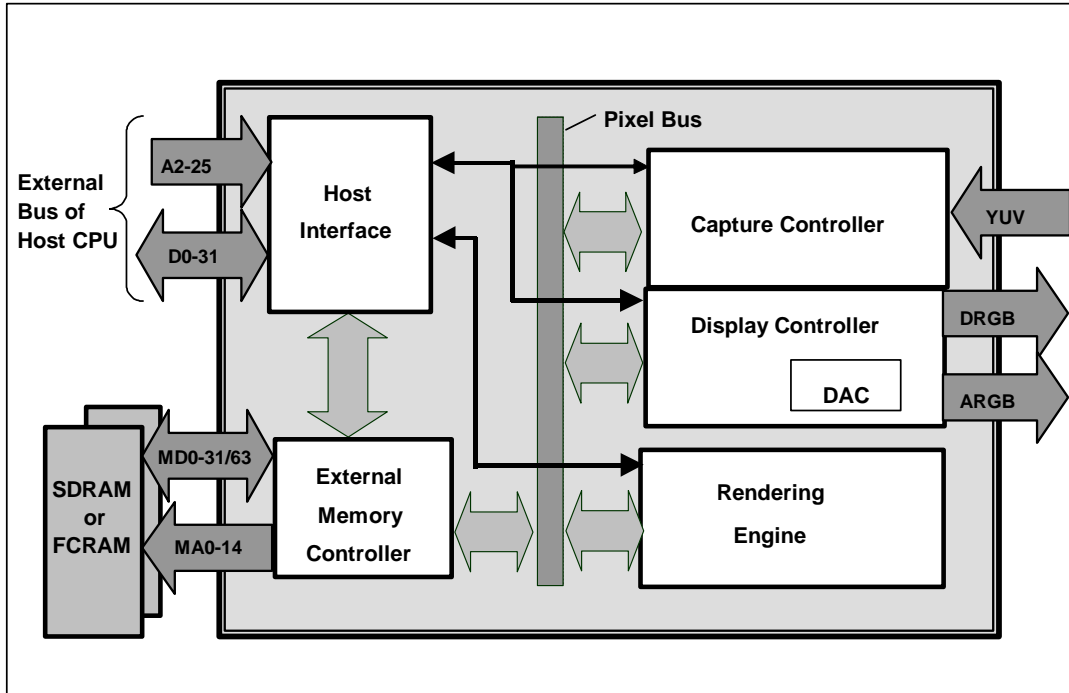 Pixel Bus
External
Bus of
Host CPU
A2-25
D0-31
Host
Interface
Capture Controller
YUV
Display Controller
DAC
DRGB
ARGB
SDRAM
or
FCRAM
MD0-31/63
MA0-14
External
Memory
Controller
Rendering
Engine